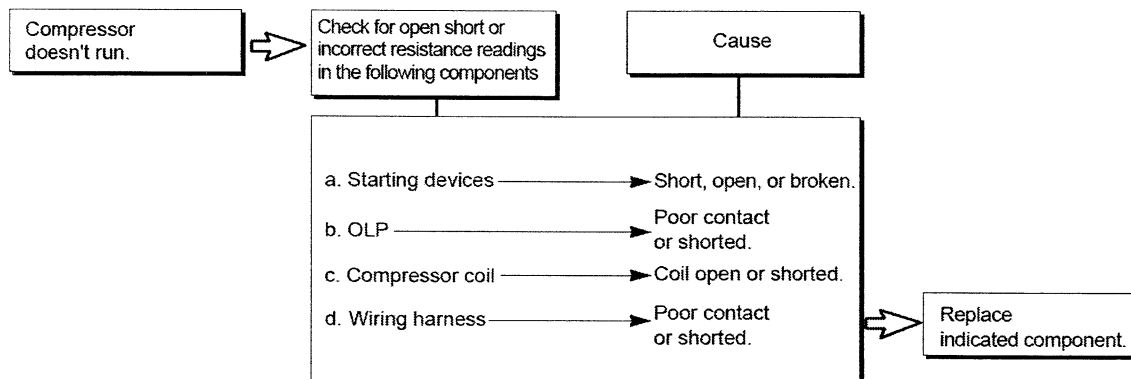 Compressor
doesn't run.
Check for open short or
incorrect resistance readings
in the following components
Cause
a. Starting devices
Short, open, or broken.
b. OLP
Poor contact
or shorted.
c. Compressor coil
Coil open or shorted.
d. Wiring harness
Poor contact
or shorted.
Replace
indicated component.